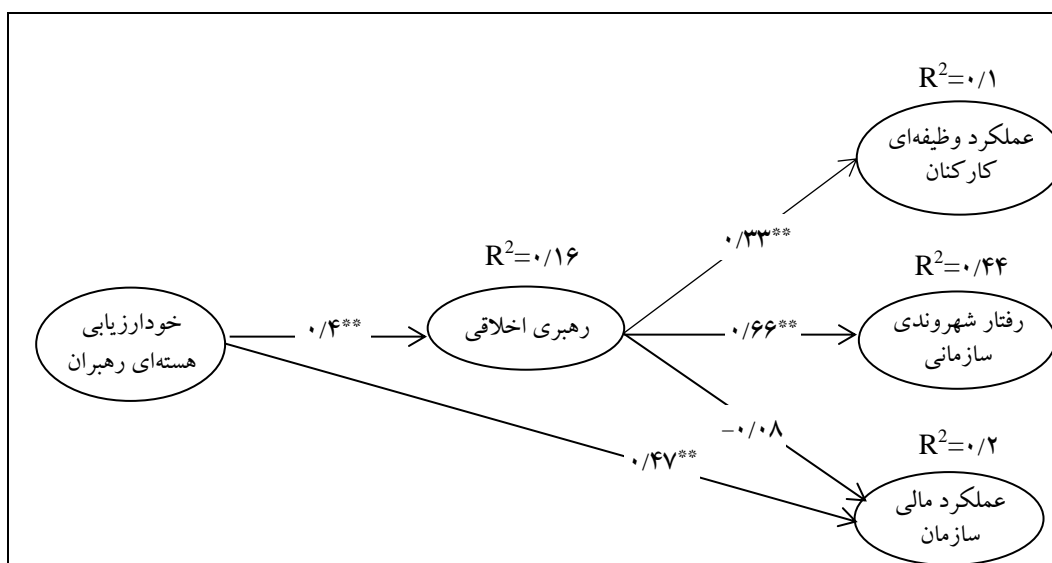 R²=۰/۱
عملکرد وظیفه‌ای
کارکنان
۰/۳۳**
R²=۰/۱۶
R²=۰/۴۴
خودارزیابی
هسته‌ای رهبران
۰/۴**
رهبری اخلاقی
۰/۶۶**
رفتار شهروندی
سازمانی
–۰/۰۸
۰/۴۷**
R²=۰/۲
عملکرد مالی
سازمان